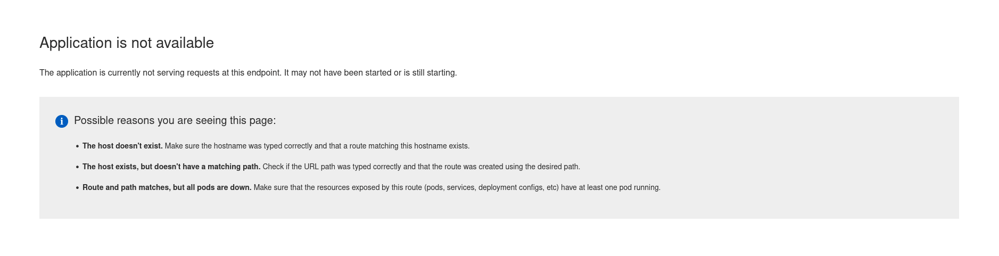 Application is not available
The application is currently not serving requests at this endpoint. It may not have been started or is still starting.
i Possible reasons you are seeing this page:
• The host doesn't exist. Make sure the hostname was typed correctly and that a route matching this hostname exists.
• The host exists, but doesn't have a matching path. Check if the URL path was typed correctly and that the route was created using the desired path.
• Route and path matches, but all pods are down. Make sure that the resources exposed by this route (pods, services, deployment configs, etc) have at least one pod running.